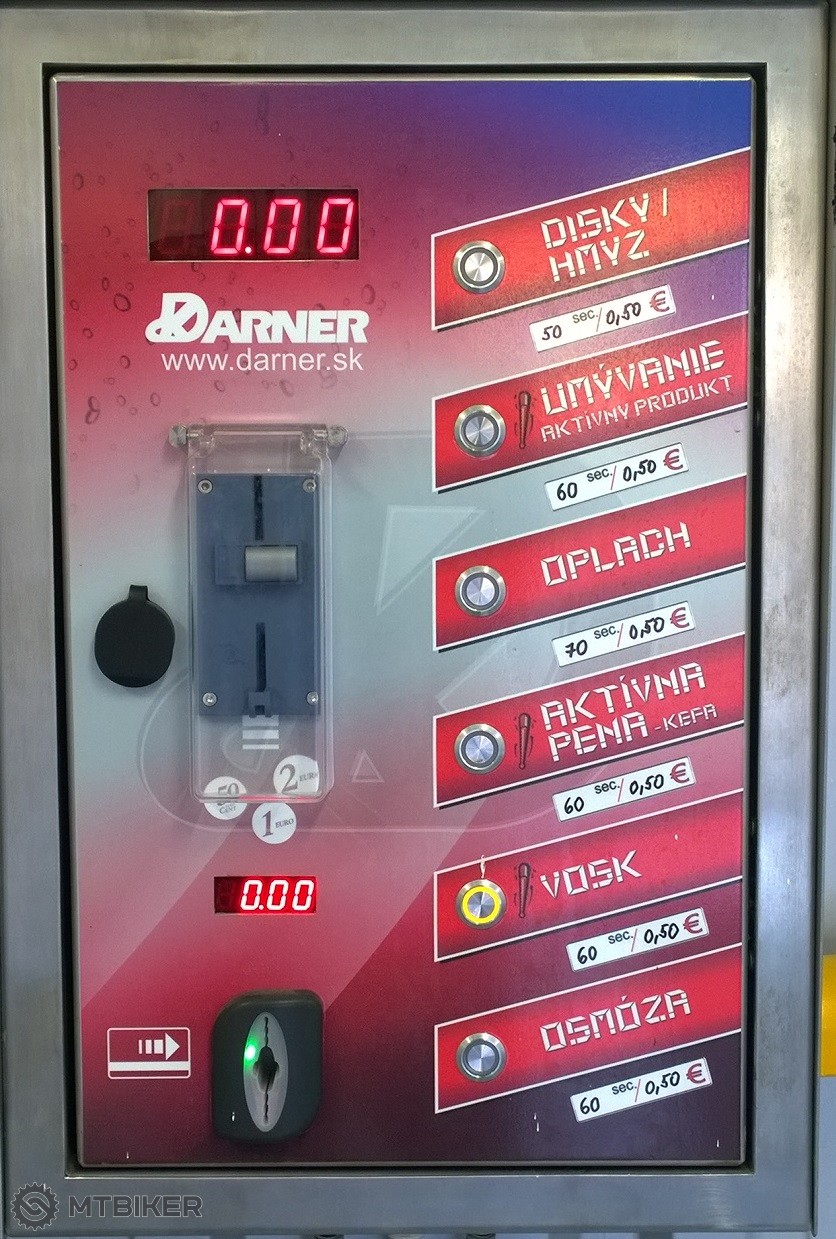 0.00
DARNER
www.darner.sk
DISKY /
HMYZ
50 sec./0,50 €
UMÝVANIE
AKTÍVNY PRODUKT
60 sec./0,50 €
OPLACH
70 sec./0,50 €
AKTÍVNA
PENA - KEFA
60 sec./0,50 €
VOSK
60 sec./0,50 €
OSMÓZA
60 sec./0,50 €
2 EURO
50 CENT
1 EURO
0.00
MTBIKER